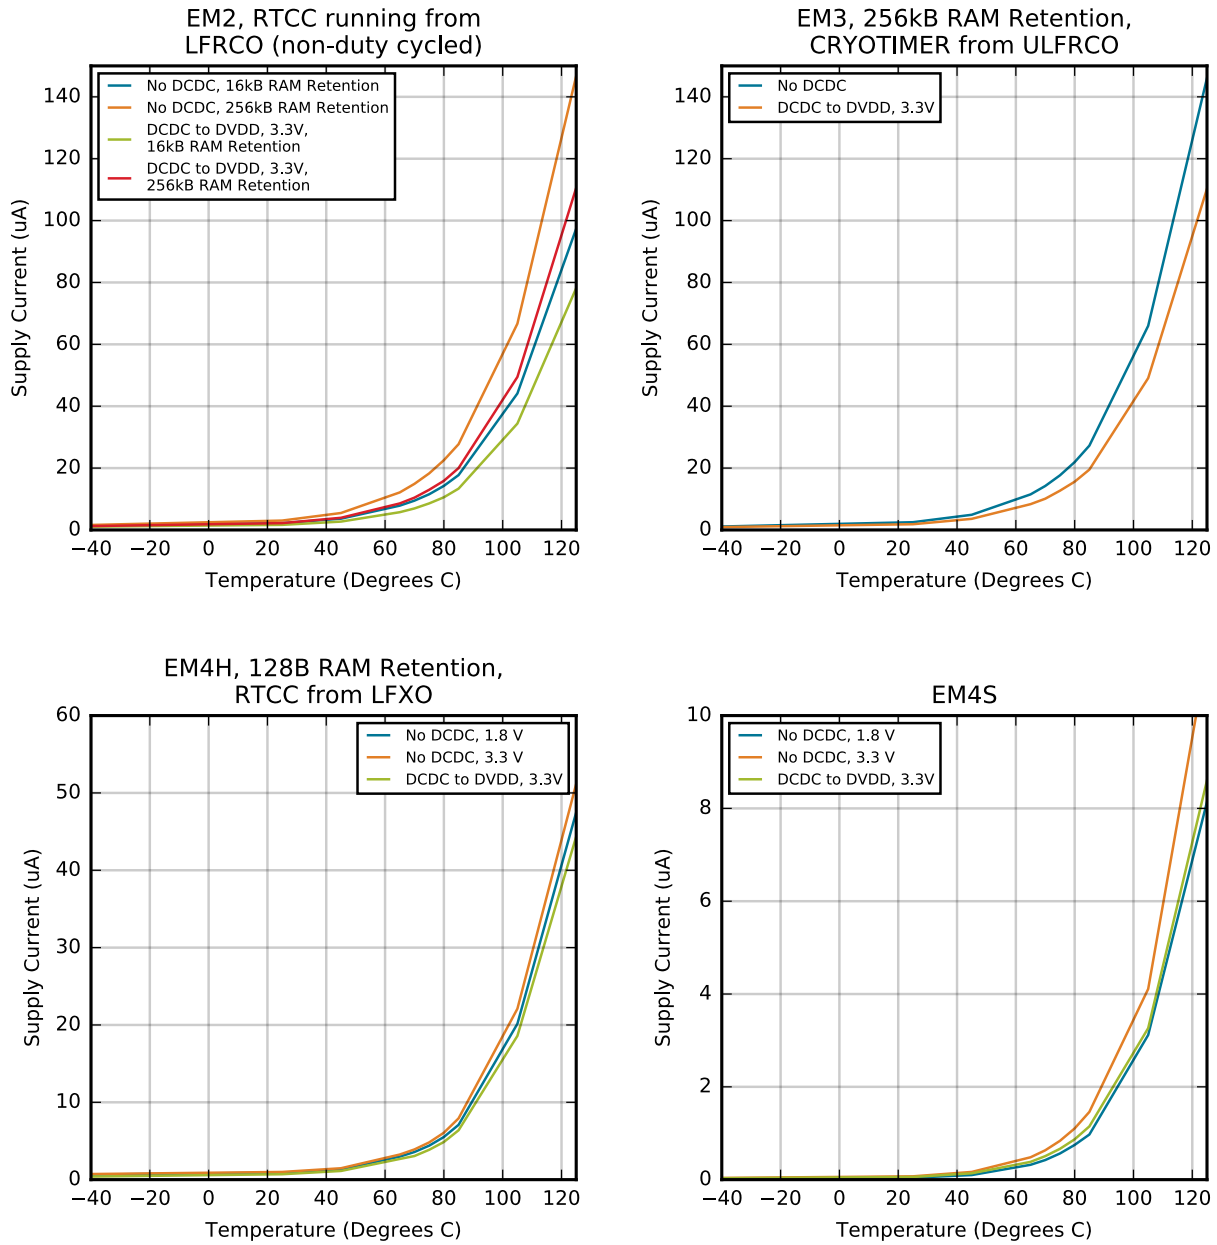 EM2, RTCC running from
LFRCO (non-duty cycled)
No DCDC, 16kB RAM Retention
No DCDC, 256kB RAM Retention
DCDC to DVDD, 3.3V,
16kB RAM Retention
DCDC to DVDD, 3.3V,
256kB RAM Retention
140
120
100
80
60
40
20
0
Supply Current (uA)
−40 −20 0 20 40 60 80 100 120
Temperature (Degrees C)
EM3, 256kB RAM Retention,
CRYOTIMER from ULFRCO
No DCDC
DCDC to DVDD, 3.3V
140
120
100
80
60
40
20
0
Supply Current (uA)
−40 −20 0 20 40 60 80 100 120
Temperature (Degrees C)
EM4H, 128B RAM Retention,
RTCC from LFXO
No DCDC, 1.8 V
No DCDC, 3.3 V
DCDC to DVDD, 3.3V
60
50
40
30
20
10
0
Supply Current (uA)
−40 −20 0 20 40 60 80 100 120
Temperature (Degrees C)
EM4S
No DCDC, 1.8 V
No DCDC, 3.3 V
DCDC to DVDD, 3.3V
10
8
6
4
2
0
Supply Current (uA)
−40 −20 0 20 40 60 80 100 120
Temperature (Degrees C)